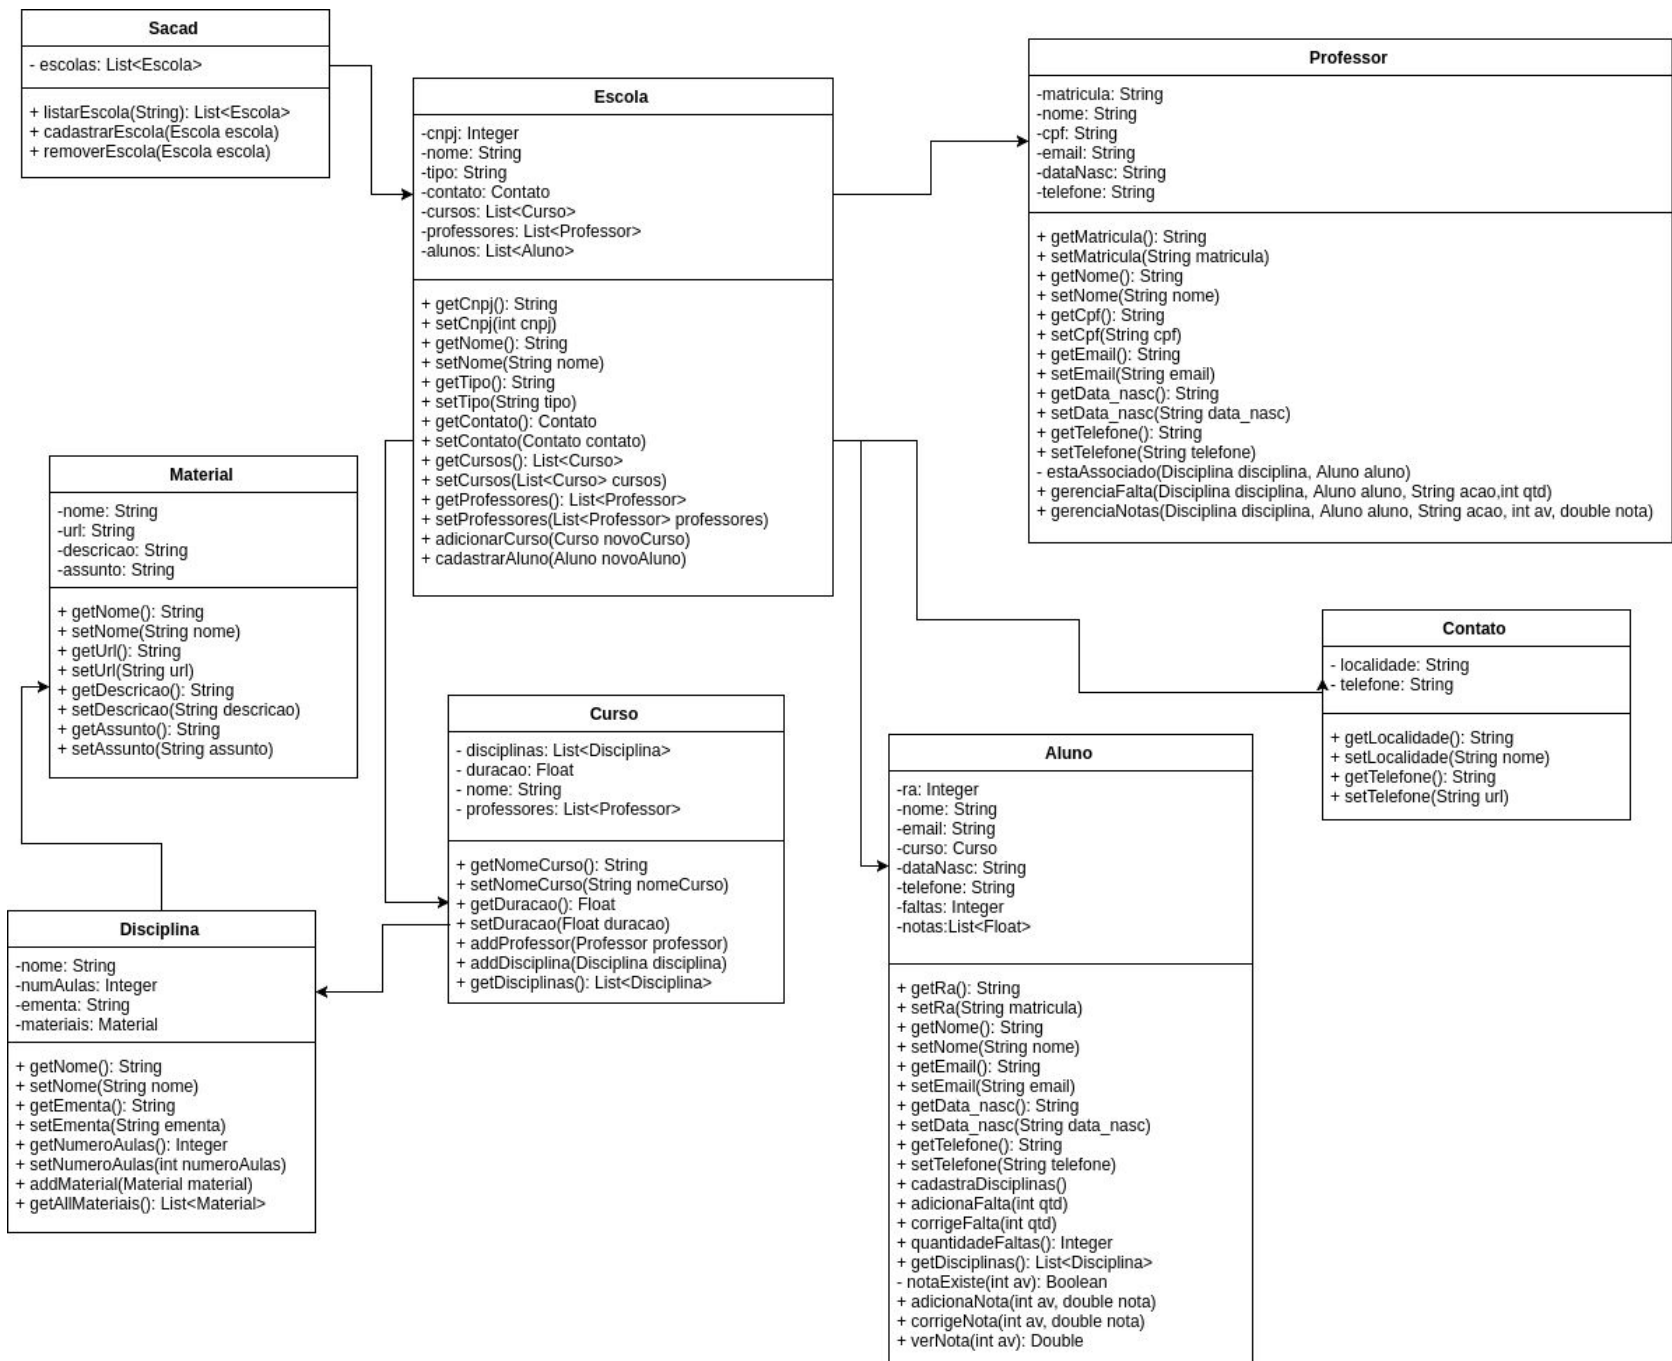 Sacad
- escolas: List<Escola>
+ listarEscola(String): List<Escola>
+ cadastrarEscola(Escola escola)
+ removerEscola(Escola escola)
Escola
-cnpj: Integer
-nome: String
-tipo: String
-contato: Contato
-cursos: List<Curso>
-professores: List<Professor>
-alunos: List<Aluno>
+ getCnpj(): String
+ setCnpj(int cnpj)
+ getNome(): String
+ setNome(String nome)
+ getTipo(): String
+ setTipo(String tipo)
+ getContato(): Contato
+ setContato(Contato contato)
+ getCursos(): List<Curso>
+ setCursos(List<Curso> cursos)
+ getProfessores(): List<Professor>
+ setProfessores(List<Professor> professores)
+ adicionarCurso(Curso novoCurso)
+ cadastrarAluno(Aluno novoAluno)
Professor
-matricula: String
-nome: String
-cpf: String
-email: String
-dataNasc: String
-telefone: String
+ getMatricula(): String
+ setMatricula(String matricula)
+ getNome(): String
+ setNome(String nome)
+ getCpf(): String
+ setCpf(String cpf)
+ getEmail(): String
+ setEmail(String email)
+ getData_nasc(): String
+ setData_nasc(String data_nasc)
+ getTelefone(): String
+ setTelefone(String telefone)
- estaAssociado(Disciplina disciplina, Aluno aluno)
+ gerenciaFalta(Disciplina disciplina, Aluno aluno, String acao,int qtd)
+ gerenciaNotas(Disciplina disciplina, Aluno aluno, String acao, int av, double nota)
Material
-nome: String
-url: String
-descricao: String
-assunto: String
+ getNome(): String
+ setNome(String nome)
+ getUrl(): String
+ setUrl(String url)
+ getDescricao(): String
+ setDescricao(String descricao)
+ getAssunto(): String
+ setAssunto(String assunto)
Contato
- localidade: String
- telefone: String
+ getLocalidade(): String
+ setLocalidade(String nome)
+ getTelefone(): String
+ setTelefone(String url)
Curso
- disciplinas: List<Disciplina>
- duracao: Float
- nome: String
- professores: List<Professor>
+ getNomeCurso(): String
+ setNomeCurso(String nomeCurso)
+ getDuracao(): Float
+ setDuracao(Float duracao)
+ addProfessor(Professor professor)
+ addDisciplina(Disciplina disciplina)
+ getDisciplinas(): List<Disciplina>
Aluno
-ra: Integer
-nome: String
-email: String
-curso: Curso
-dataNasc: String
-telefone: String
-faltas: Integer
-notas:List<Float>
+ getRa(): String
+ setRa(String matricula)
+ getNome(): String
+ setNome(String nome)
+ getEmail(): String
+ setEmail(String email)
+ getData_nasc(): String
+ setData_nasc(String data_nasc)
+ getTelefone(): String
+ setTelefone(String telefone)
+ cadastraDisciplinas()
+ adicionaFalta(int qtd)
+ corrigeFalta(int qtd)
+ quantidadeFaltas(): Integer
+ getDisciplinas(): List<Disciplina>
- notaExiste(int av): Boolean
+ adicionaNota(int av, double nota)
+ corrigeNota(int av, double nota)
+ verNota(int av): Double
Disciplina
-nome: String
-numAulas: Integer
-ementa: String
-materiais: Material
+ getNome(): String
+ setNome(String nome)
+ getEmenta(): String
+ setEmenta(String ementa)
+ getNumeroAulas(): Integer
+ setNumeroAulas(int numeroAulas)
+ addMaterial(Material material)
+ getAllMateriais(): List<Material>